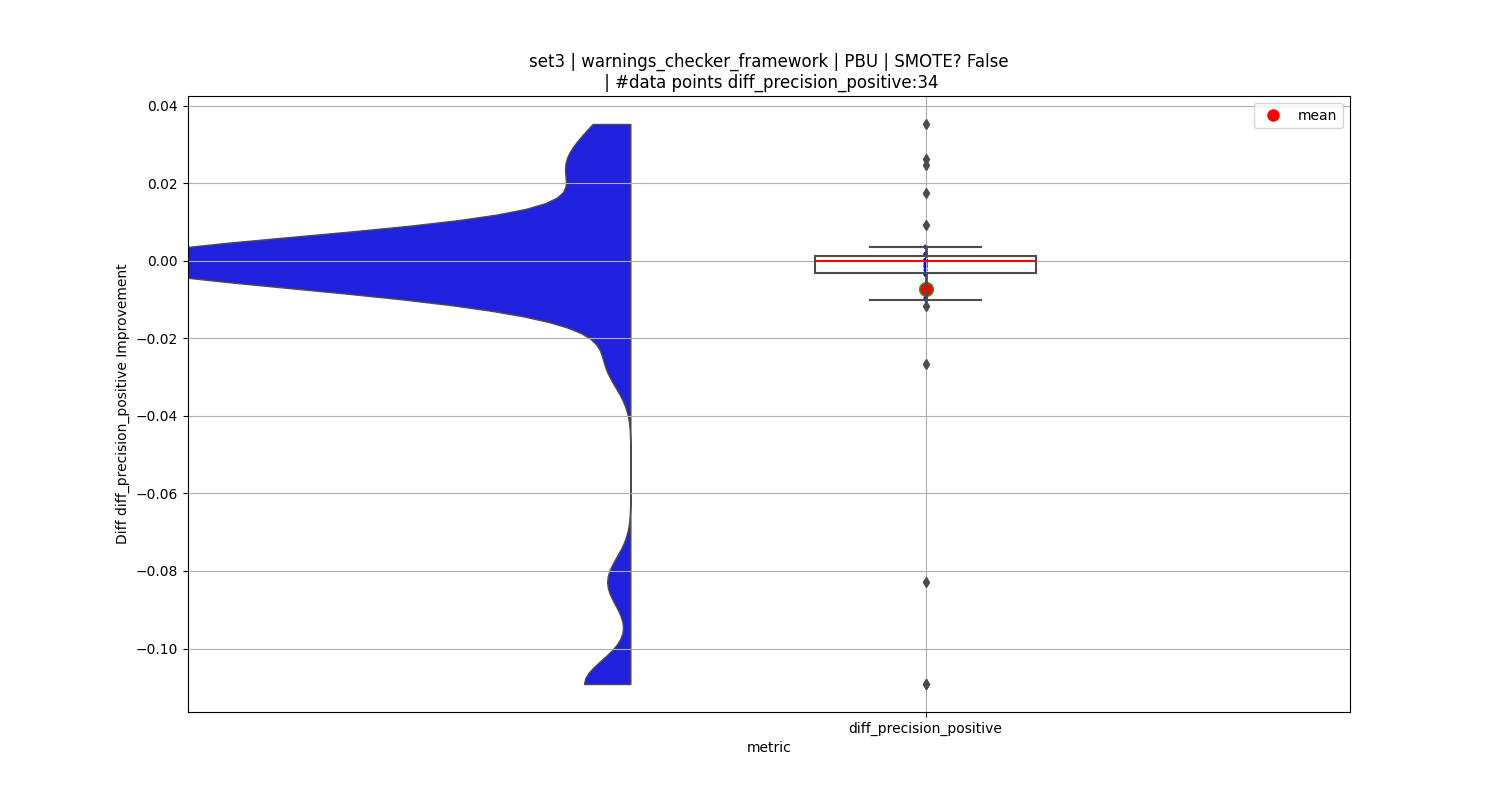 set3 | warnings_checker_framework | PBU | SMOTE? False
| #data points diff_precision_positive:34
mean
0.04
0.02
0.00
−0.02
−0.04
−0.06
−0.08
−0.10
Diff diff_precision_positive Improvement
diff_precision_positive
metric